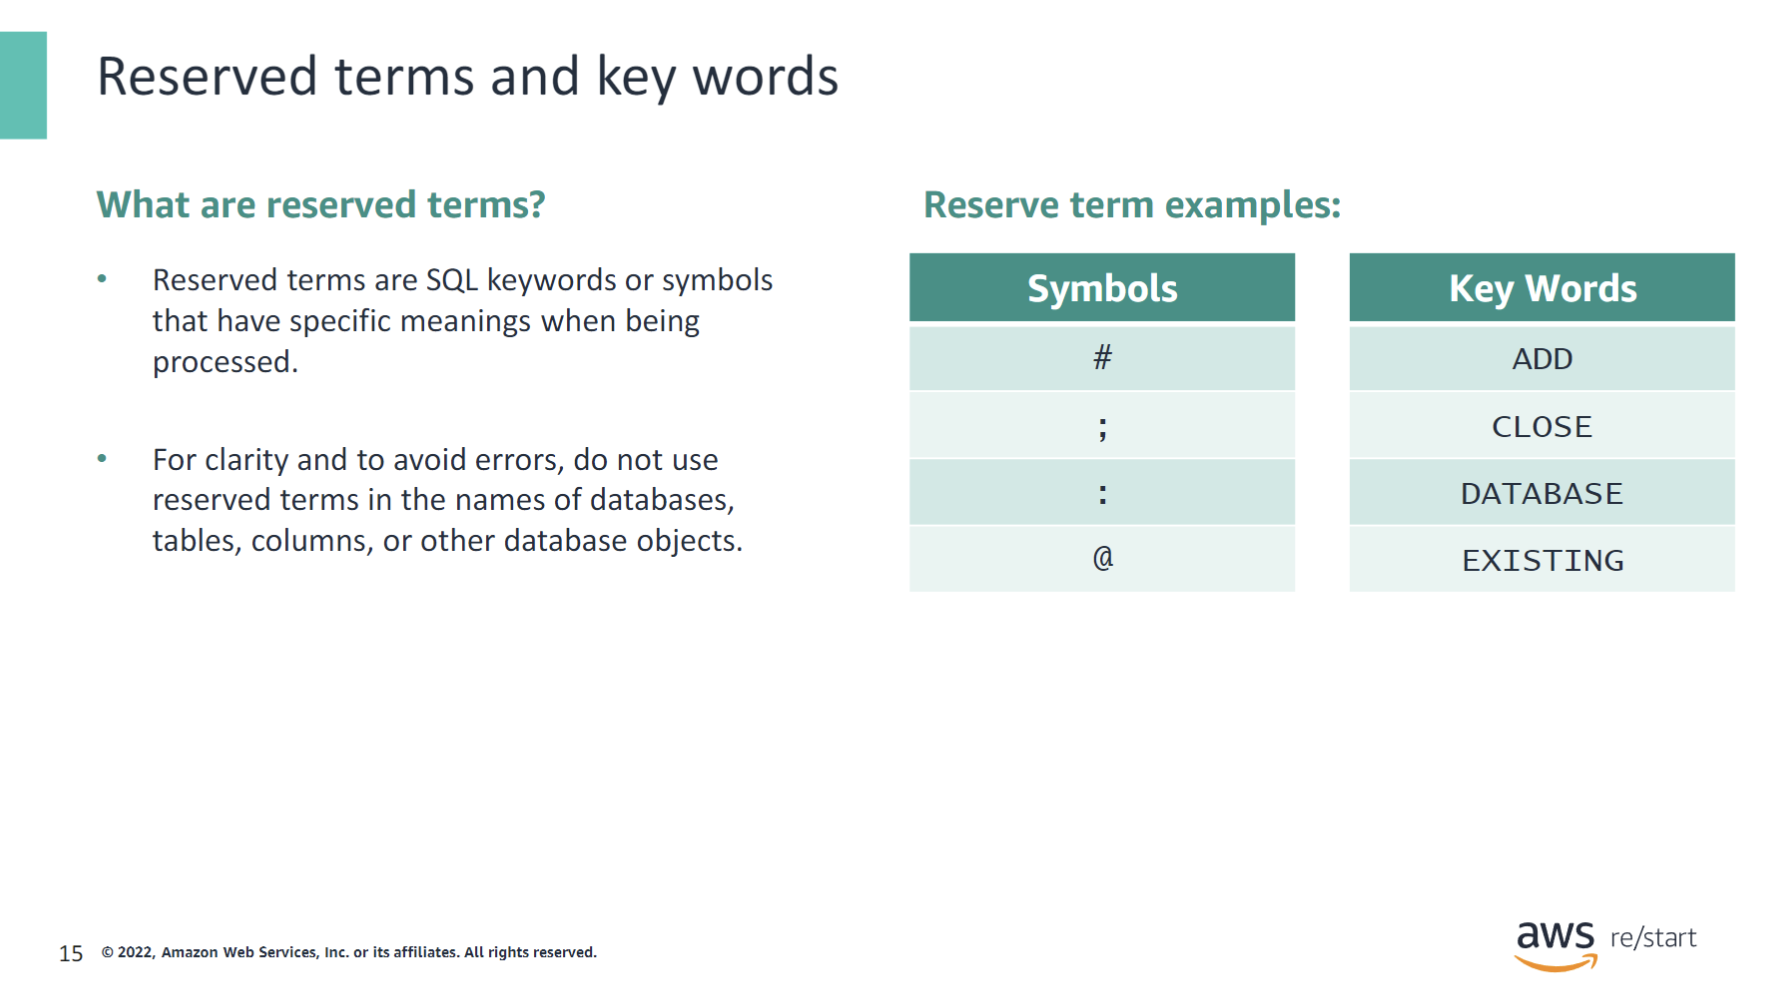 Reserved terms and key words
What are reserved terms?
• Reserved terms are SQL keywords or symbols
that have specific meanings when being
processed.
• For clarity and to avoid errors, do not use
reserved terms in the names of databases,
tables, columns, or other database objects.
Reserve term examples:
Symbols
#
;
:
@
Key Words
ADD
CLOSE
DATABASE
EXISTING
15 © 2022, Amazon Web Services, Inc. or its affiliates. All rights reserved.
aws re/start